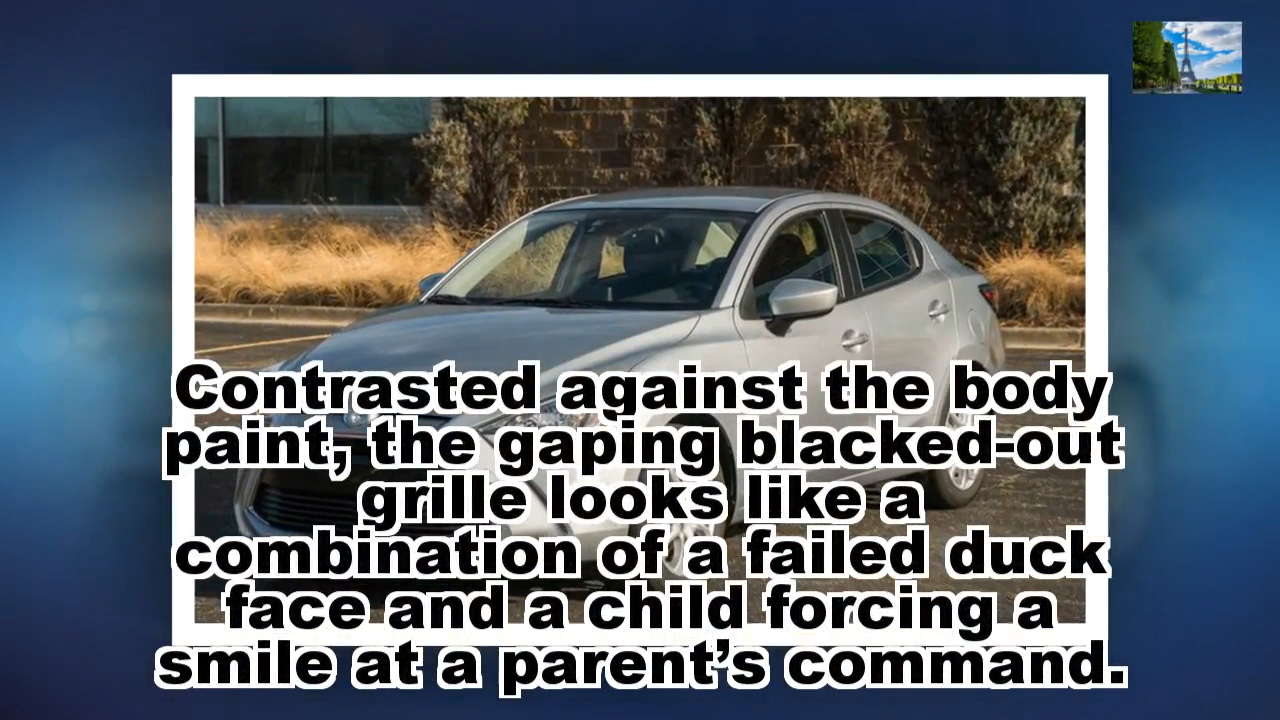 Contrasted against the body
paint, the gaping blacked-out
grille looks like a
combination of a failed duck
face and a child forcing a
smile at a parent’s command.